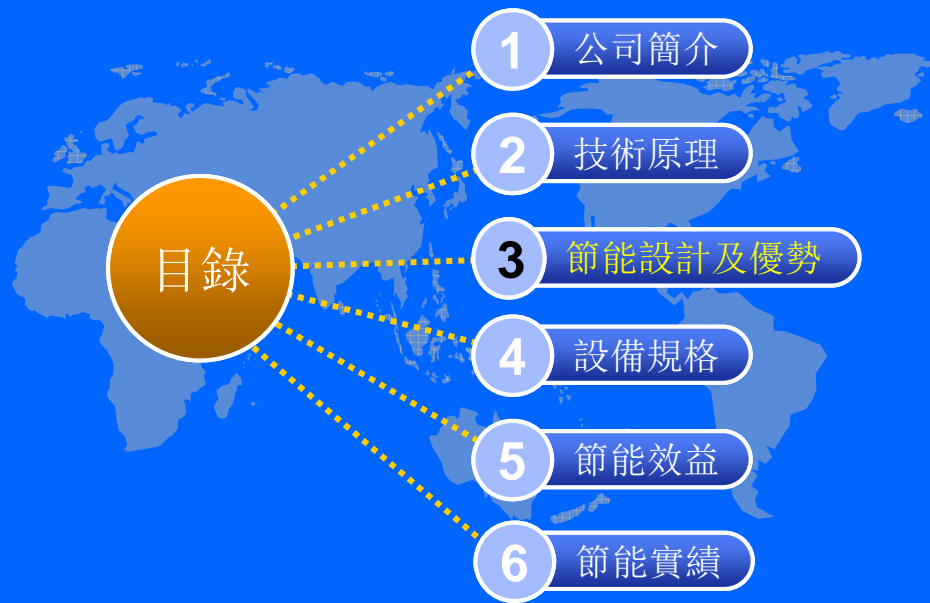 目錄
1 公司簡介
2 技術原理
3 節能設計及優勢
4 設備規格
5 節能效益
6 節能實績